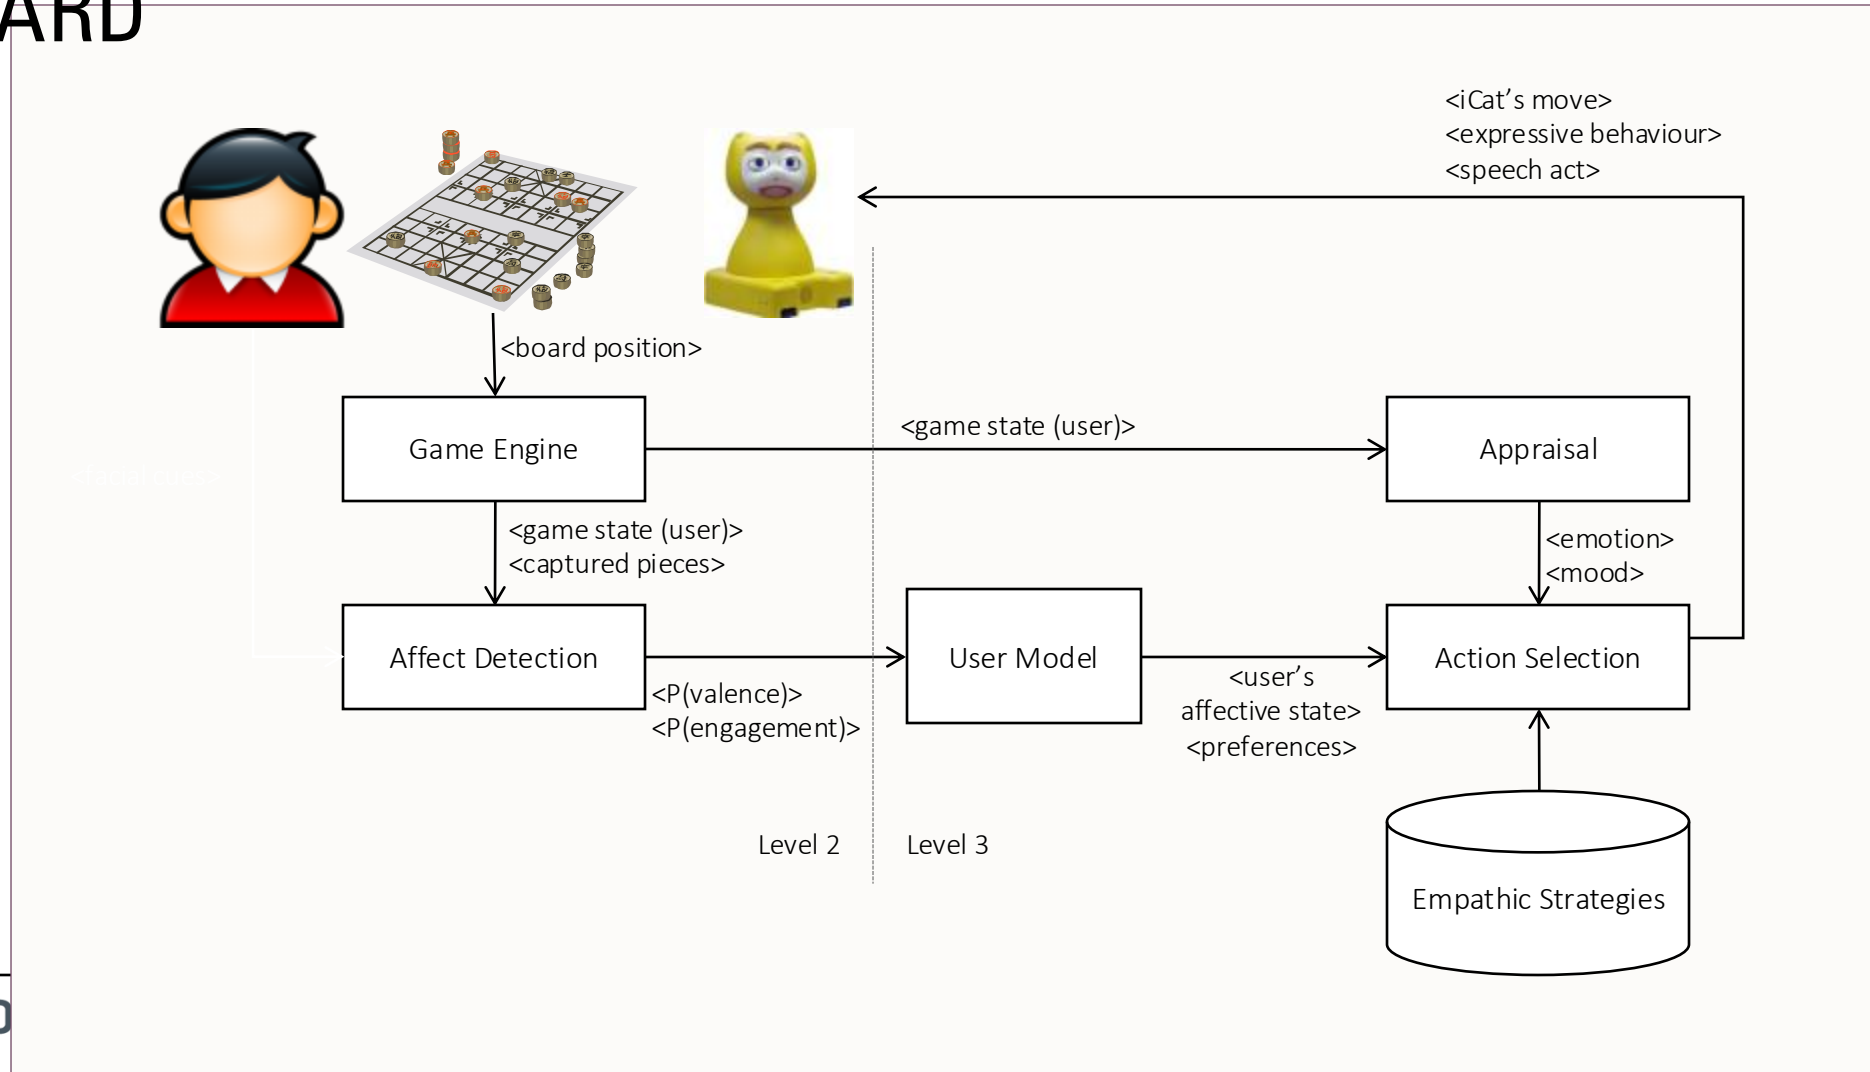 ARD
<iCat’s move>
<expressive behaviour>
<speech act>
<board position>
Game Engine
<game state (user)>
Appraisal
<facial cues>
<game state (user)>
<captured pieces>
<emotion>
<mood>
Affect Detection
<P(valence)>
<P(engagement)>
User Model
<user’s
affective state>
<preferences>
Action Selection
Level 2
Level 3
Empathic Strategies